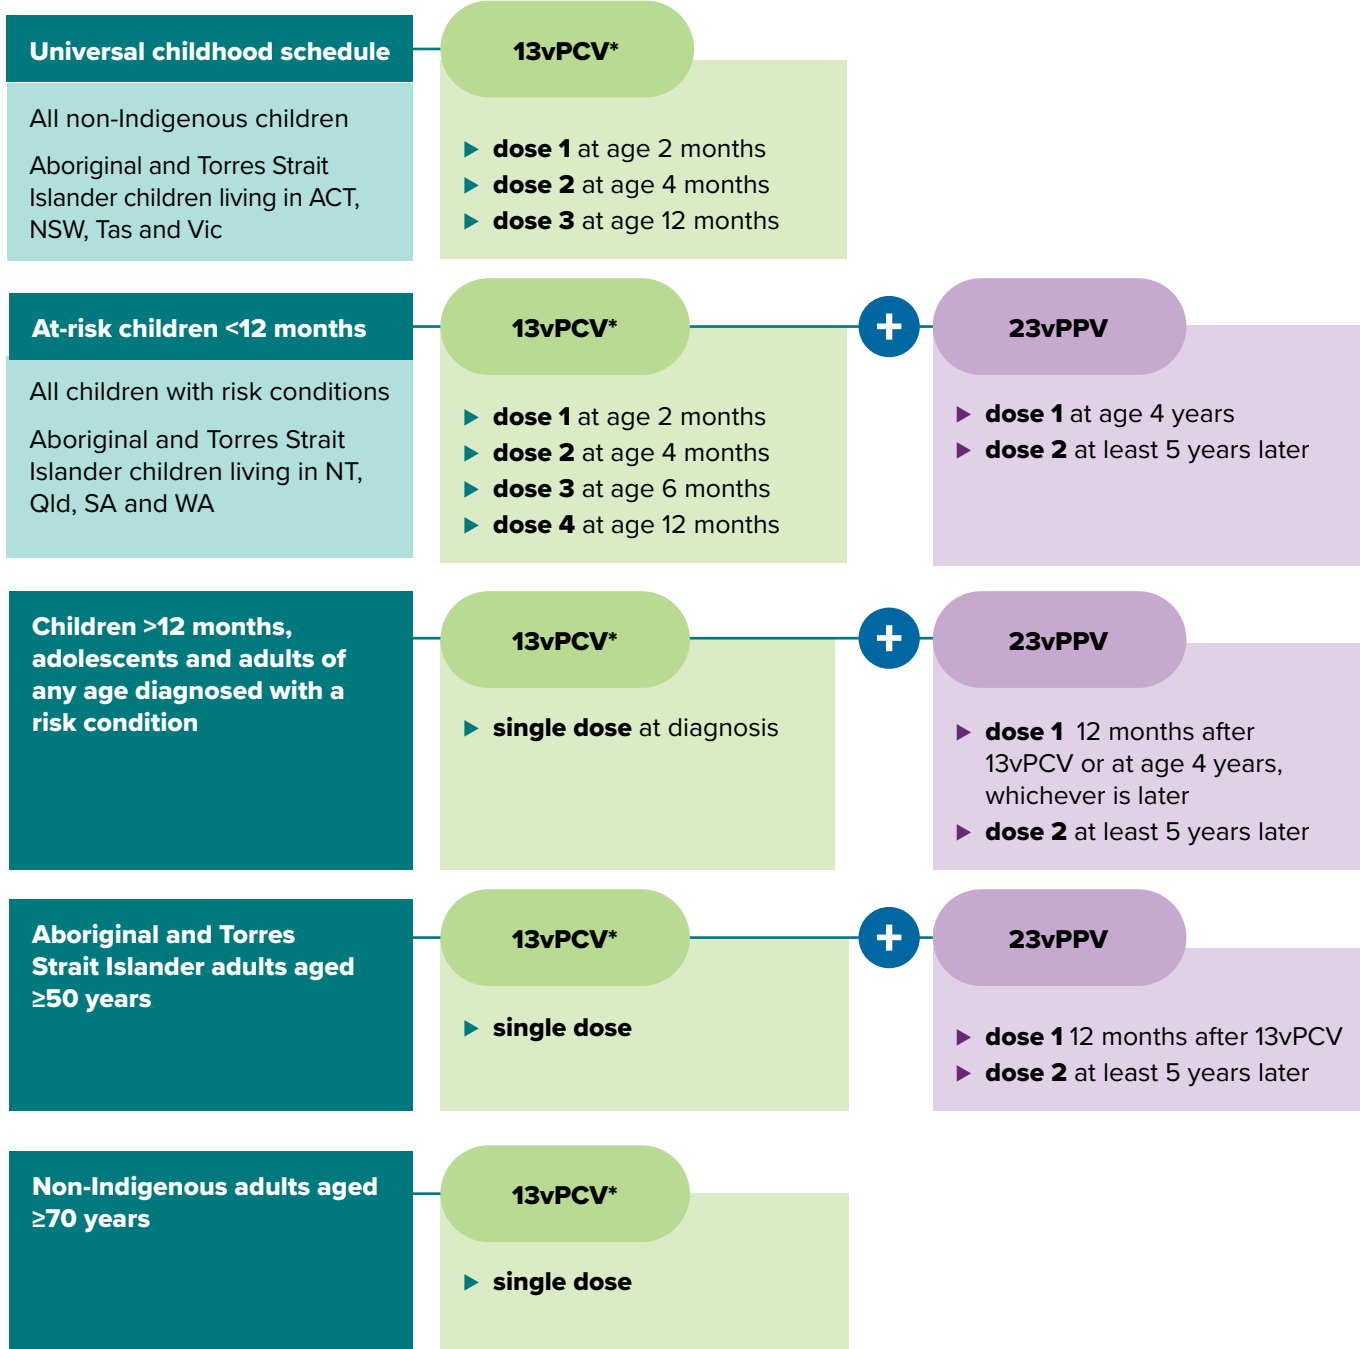 Universal childhood schedule
All non-Indigenous children
Aboriginal and Torres Strait
Islander children living in ACT,
NSW, Tas and Vic
13vPCV*
▶ dose 1 at age 2 months
▶ dose 2 at age 4 months
▶ dose 3 at age 12 months
At-risk children <12 months
All children with risk conditions
Aboriginal and Torres Strait
Islander children living in NT,
Qld, SA and WA
13vPCV*
▶ dose 1 at age 2 months
▶ dose 2 at age 4 months
▶ dose 3 at age 6 months
▶ dose 4 at age 12 months
+
23vPPV
▶ dose 1 at age 4 years
▶ dose 2 at least 5 years later
Children >12 months,
adolescents and adults of
any age diagnosed with a
risk condition
13vPCV*
▶ single dose at diagnosis
+
23vPPV
▶ dose 1 12 months after
13vPCV or at age 4 years,
whichever is later
▶ dose 2 at least 5 years later
Aboriginal and Torres
Strait Islander adults aged
≥50 years
13vPCV*
▶ single dose
+
23vPPV
▶ dose 1 12 months after 13vPCV
▶ dose 2 at least 5 years later
Non-Indigenous adults aged
≥70 years
13vPCV*
▶ single dose